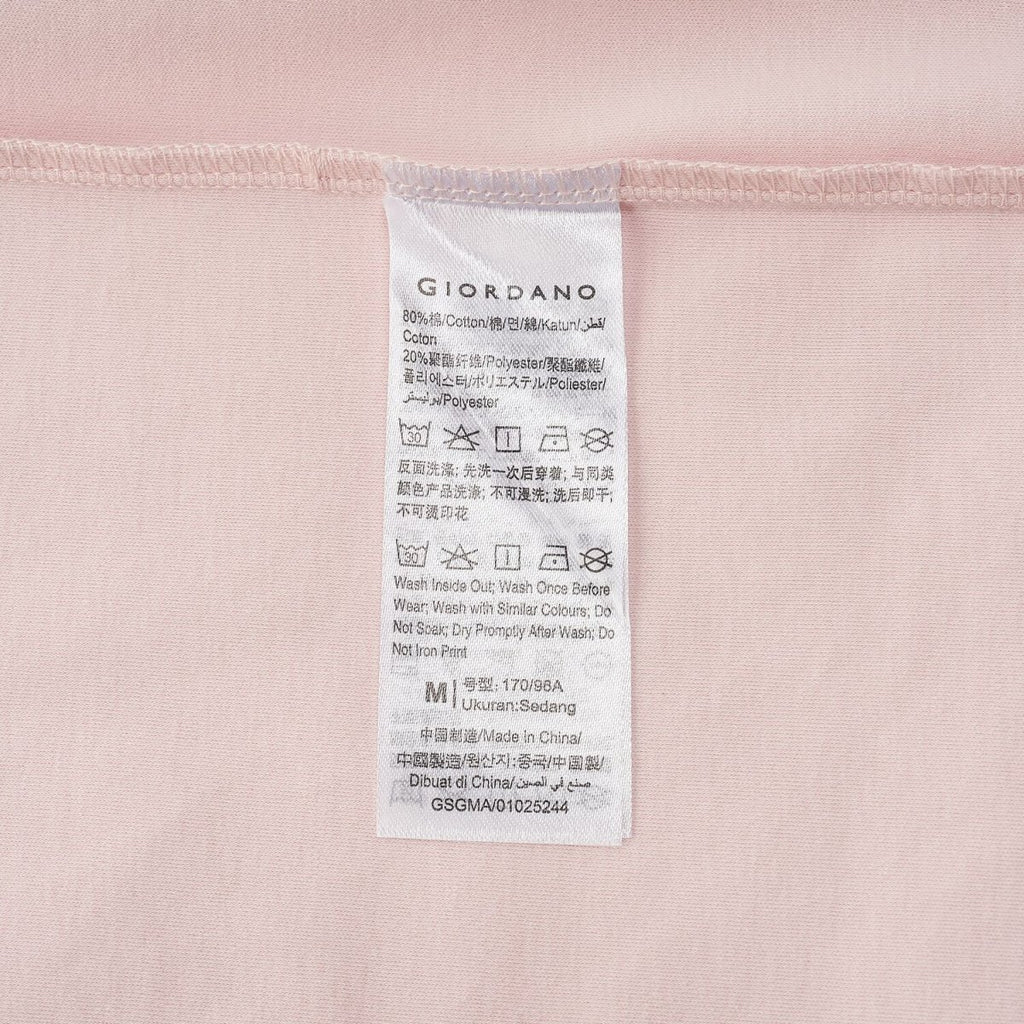 GIORDANO
80%棉/Cotton/棉/면/綿/Katun/قطن/
Coton
20%聚酯纤维/Polyester/聚酯纖維/
폴리에스터/ポリエステル/Poliester/
بوليستر/Polyester
30
反面洗涤; 先洗一次后穿着; 与同类
颜色产品洗涤; 不可浸洗; 洗后即干;
不可烫印花
30
Wash Inside Out; Wash Once Before
Wear; Wash with Similar Colours; Do
Not Soak; Dry Promptly After Wash; Do
Not Iron Print
M 号型: 170/96A
Ukuran:Sedang
中国制造/Made in China/
中國製造/원산지:중국/中国製/
Dibuat di China/صنع في الصين
GSGMA/01025244